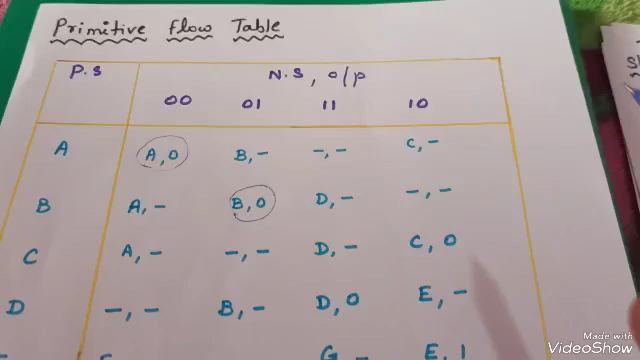 Primitive Flow Table
P.S N.S, o/p
00 01 11 10
A A,0 B,- -,- C,-
B A,- B,0 D,- -,-
C A,- -,- D,- C,0
D -,- B,- D,0 E,-
G- E,1
Made with
VideoShow